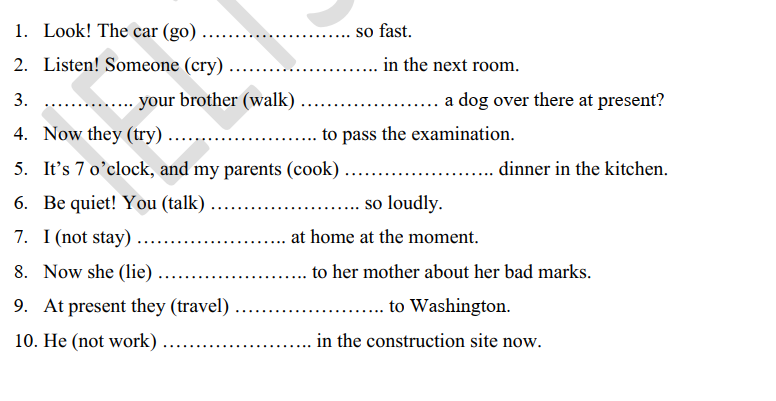 IELTS
1. Look! The car (go) …………………... so fast.
2. Listen! Someone (cry) …………………... in the next room.
3. ………….. your brother (walk) ………………… a dog over there at present?
4. Now they (try) …………………... to pass the examination.
5. It’s 7 o’clock, and my parents (cook) …………………... dinner in the kitchen.
6. Be quiet! You (talk) …………………... so loudly.
7. I (not stay) …………………... at home at the moment.
8. Now she (lie) …………………... to her mother about her bad marks.
9. At present they (travel) …………………... to Washington.
10. He (not work) …………………... in the construction site now.